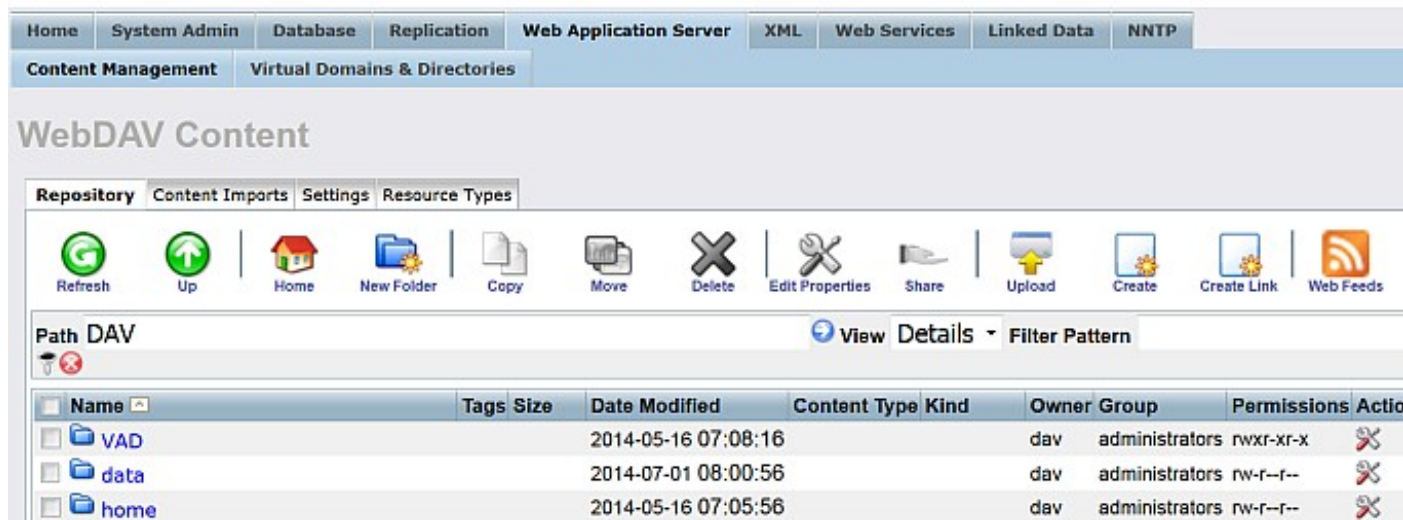 Home System Admin Database Replication Web Application Server XML Web Services Linked Data NNTP
Content Management Virtual Domains & Directories
WebDAV Content
Repository Content Imports Settings Resource Types
Refresh Up Home New Folder Copy Move Delete Edit Properties Share Upload Create Create Link Web Feeds
Path DAV View Details Filter Pattern
Name Tags Size Date Modified Content Type Kind Owner Group Permissions Actio
VAD 2014-05-16 07:08:16 dav administrators rwxr-xr-x
data 2014-07-01 08:00:56 dav administrators rw-r--r--
home 2014-05-16 07:05:56 dav administrators rw-r--r--